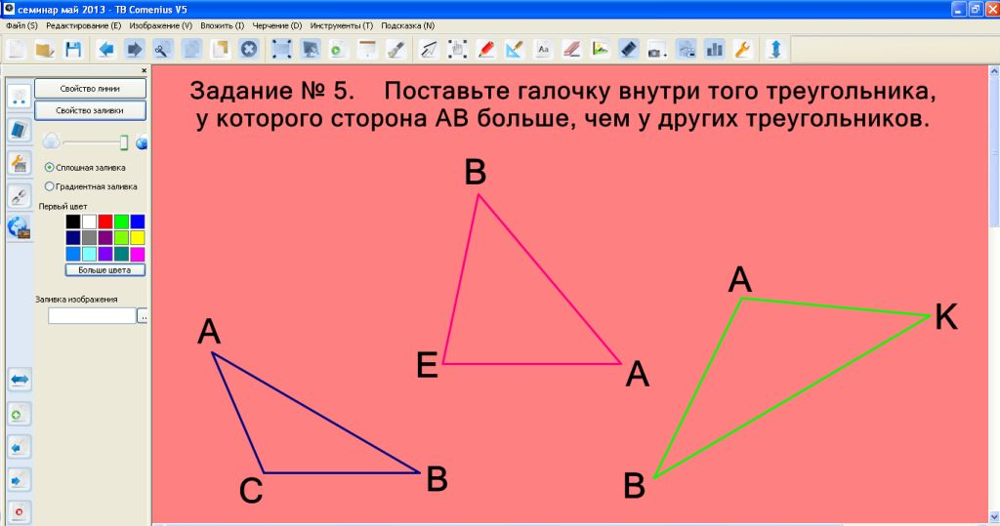 семинар май 2013 - TB Comenius V5
Файл (S) Редактирование (E) Изображение (V) Вложить (I) Черчение (D) Инструменты (T) Подсказка (N)
Aa
Свойство линии
Свойство заливки
Сплошная заливка
Градиентная заливка
Первый цвет
Больше цвета
Заливка изображения
..
Задание № 5. Поставьте галочку внутри того треугольника,
у которого сторона АВ больше, чем у других треугольников.
В
Е
А
А
С
В
А
К
В